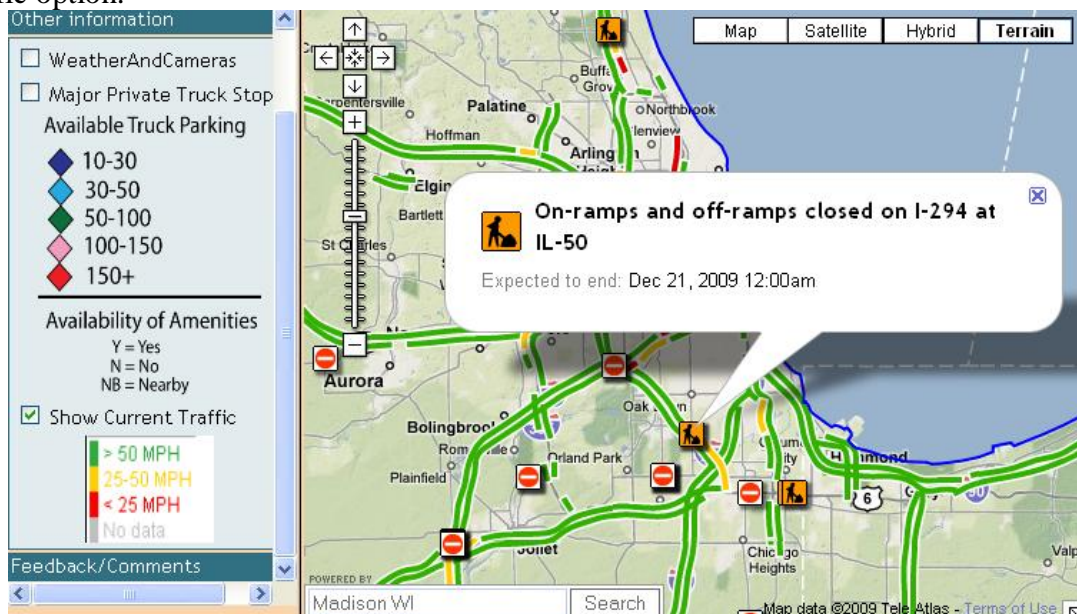 Other information
WeatherAndCameras
Major Private Truck Stop
Available Truck Parking
10-30
30-50
50-100
100-150
150+
Availability of Amenities
Y = Yes
N = No
NB = Nearby
Show Current Traffic
> 50 MPH
25-50 MPH
< 25 MPH
No data
Feedback/Comments
Map
Satellite
Hybrid
Terrain
Palatine
Northbrook
Hoffman
Arling
Elgin
Bartlett
On-ramps and off-ramps closed on I-294 at
IL-50
Expected to end: Dec 21, 2009 12:00am
Aurora
Oak
Orland Park
Plainfield
6
Joliet
Heights
POWERED BY
Madison WI
Search
Map data ©2009 Tele Atlas - Terms of Use